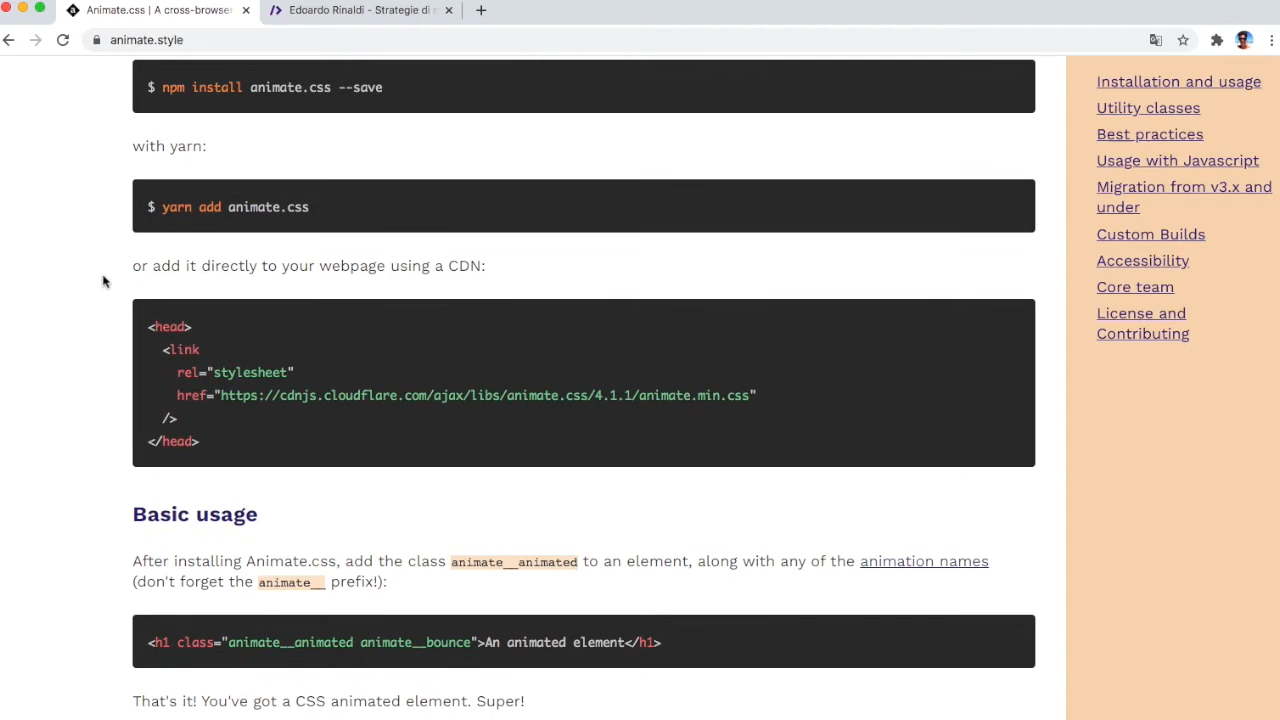 Animate.css | A cross-browser
Edoardo Rinaldi - Strategie di
animate.style
$ npm install animate.css --save
with yarn:
$ yarn add animate.css
or add it directly to your webpage using a CDN:
<head>
<link
rel="stylesheet"
href="https://cdnjs.cloudflare.com/ajax/libs/animate.css/4.1.1/animate.min.css"
/>
</head>
Basic usage
After installing Animate.css, add the class animate__animated to an element, along with any of the animation names
(don't forget the animate__ prefix!):
<h1 class="animate__animated animate__bounce">An animated element</h1>
That's it! You've got a CSS animated element. Super!
Installation and usage
Utility classes
Best practices
Usage with Javascript
Migration from v3.x and
under
Custom Builds
Accessibility
Core team
License and
Contributing